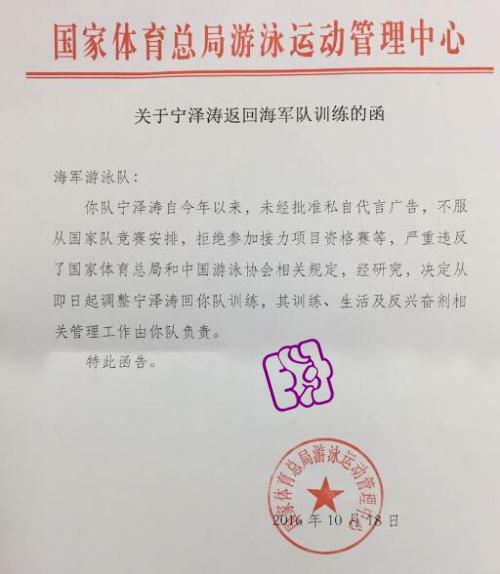 国家体育总局游泳运动管理中心
关于宁泽涛返回海军队训练的函
海军游泳队：
你队宁泽涛自今年以来，未经批准私自代言广告，不服
从国家队竞赛安排，拒绝参加接力项目资格赛等，严重违反
了国家体育总局和中国游泳协会相关规定，经研究，决定从
即日起调整宁泽涛回你队训练，其训练、生活及反兴奋剂相
关管理工作由你队负责。
特此函告。
国家体育总局游泳运动管理中心
2016 年 10 月 18 日